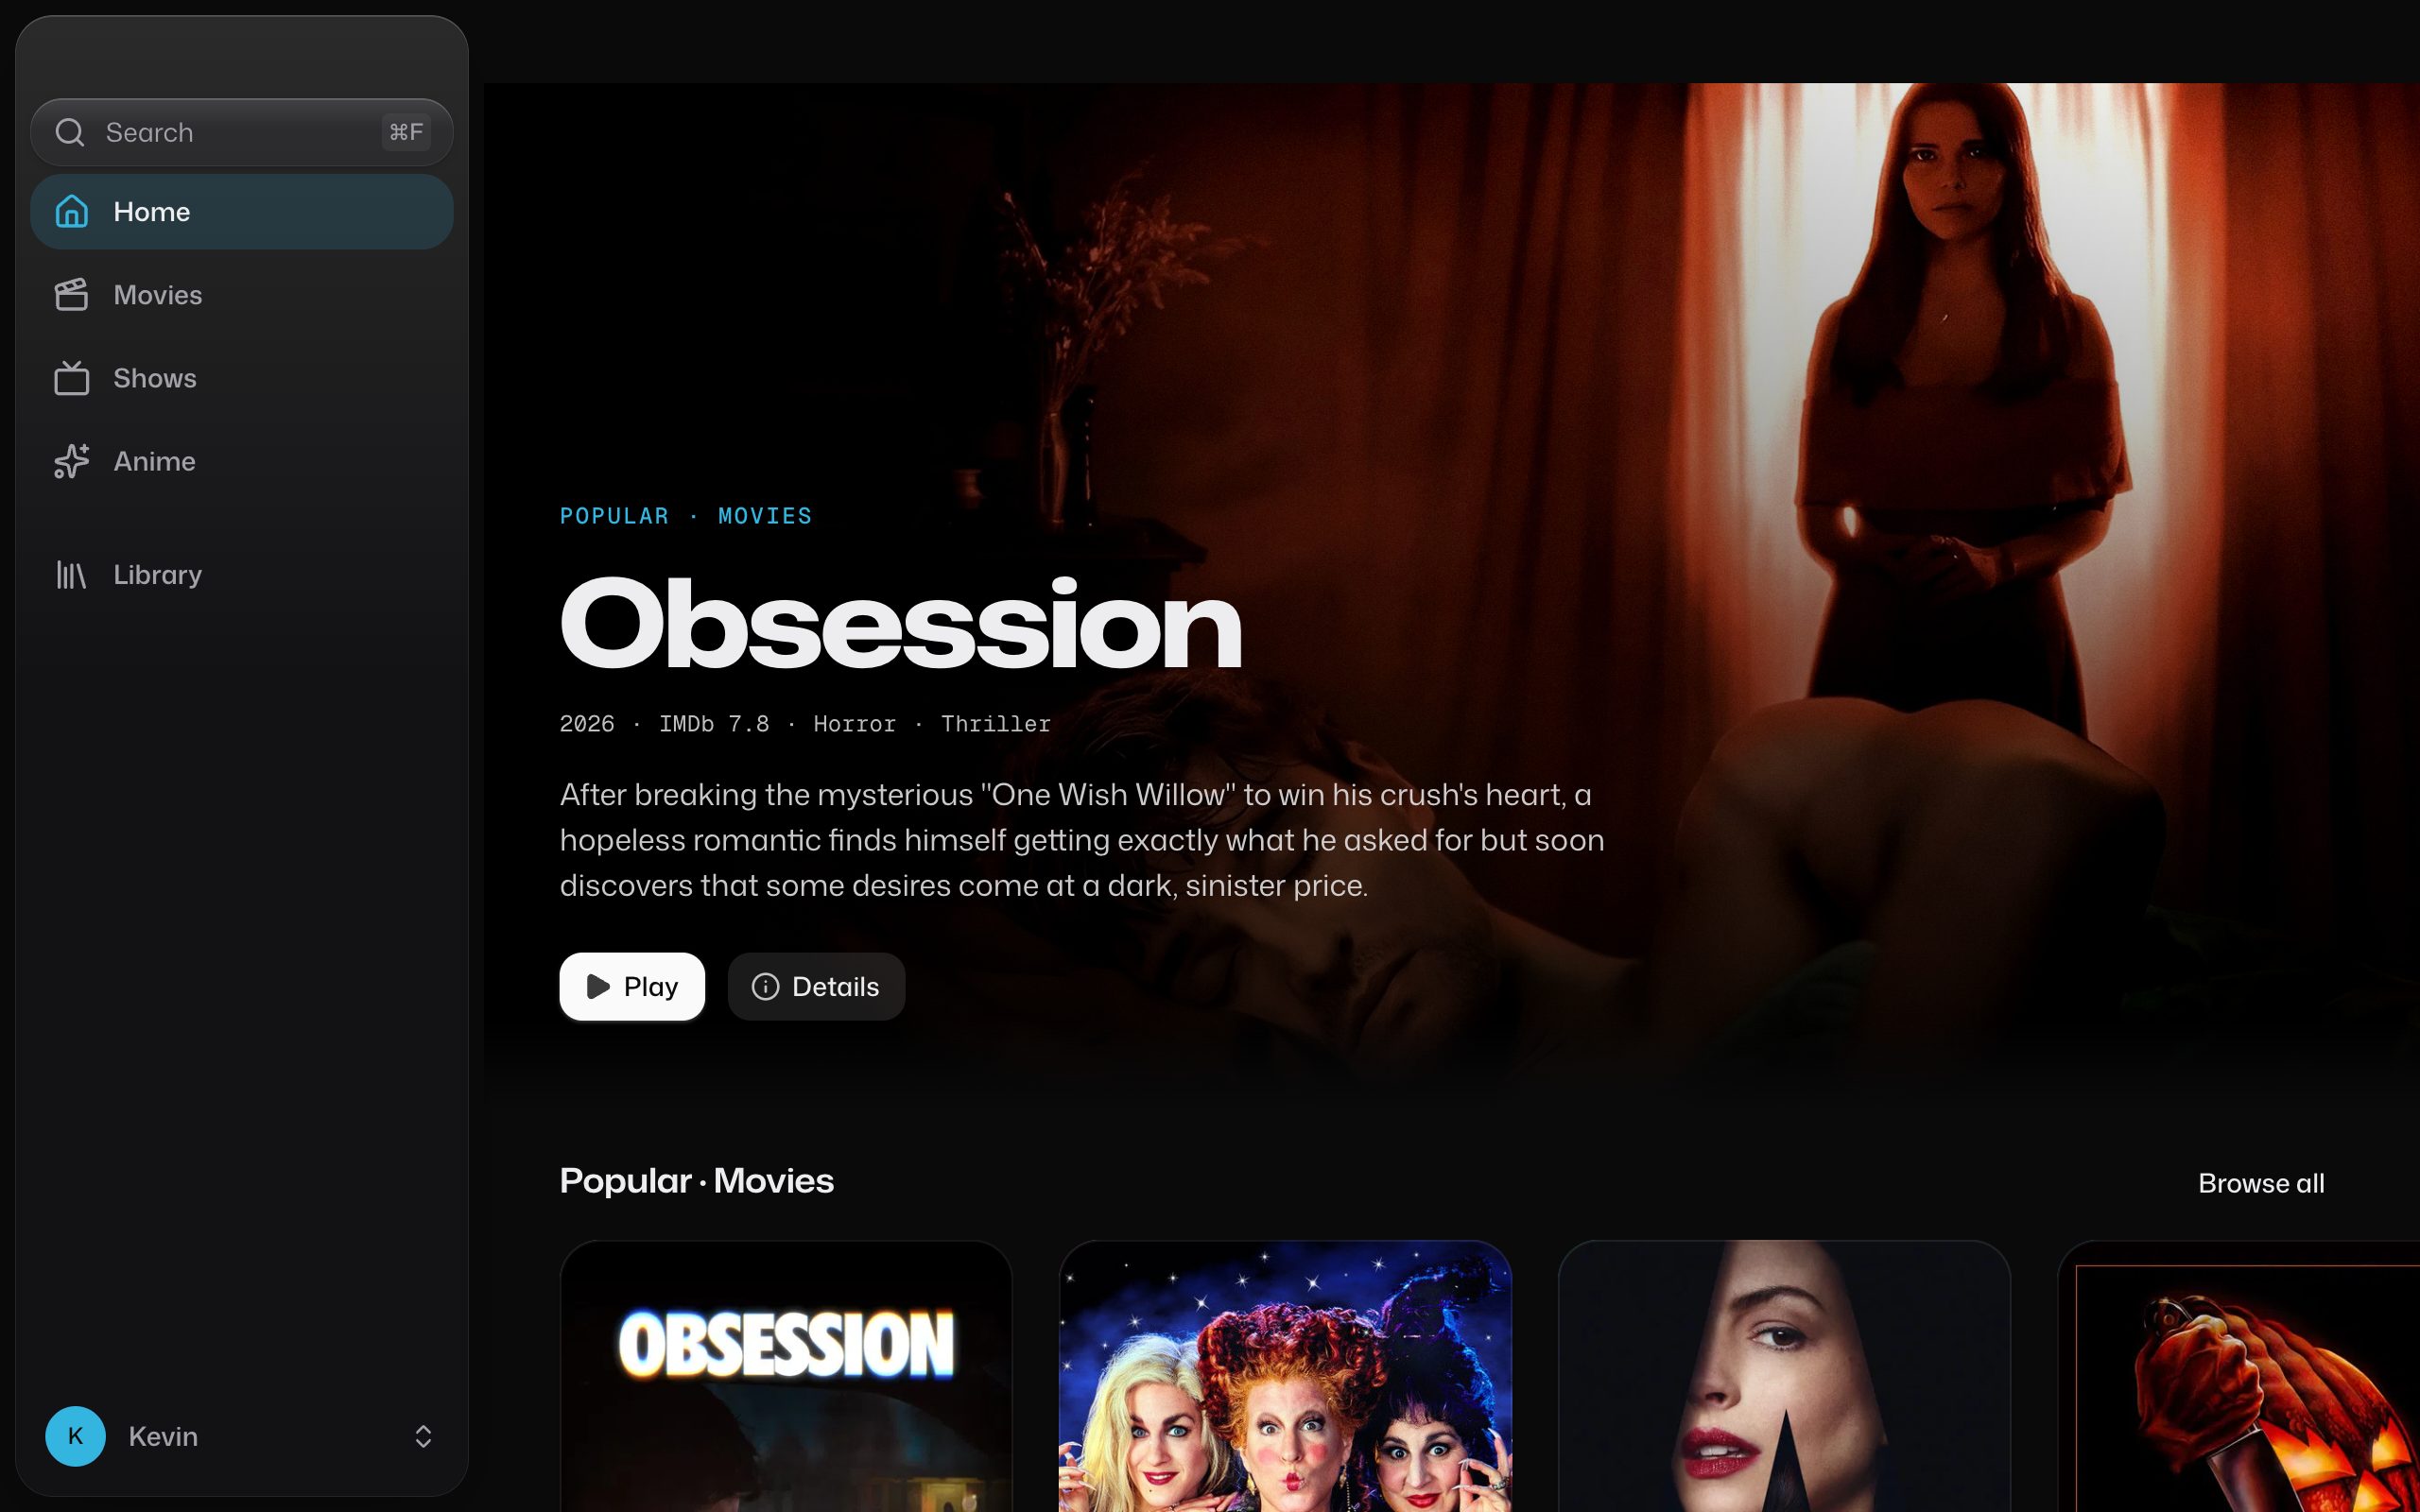 Search ⌘F
Home
Movies
Shows
Anime
Library
POPULAR · MOVIES
Obsession
2026 · IMDb 7.8 · Horror · Thriller
After breaking the mysterious "One Wish Willow" to win his crush's heart, a
hopeless romantic finds himself getting exactly what he asked for but soon
discovers that some desires come at a dark, sinister price.
Play
Details
Popular · Movies
Browse all
OBSESSION
K
Kevin